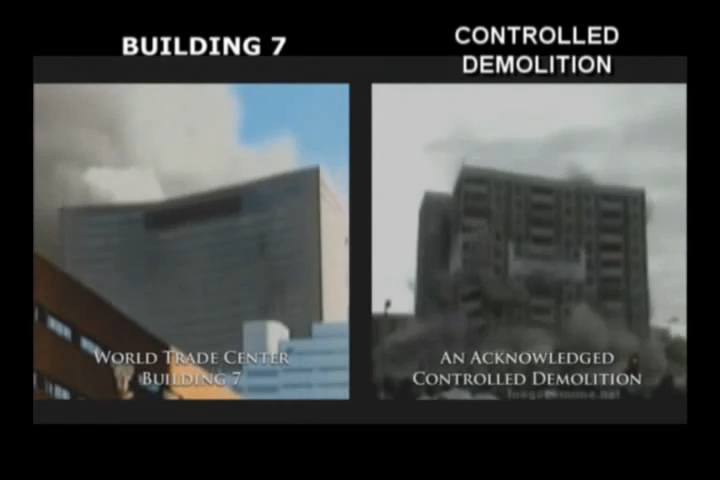 BUILDING 7
CONTROLLED
DEMOLITION
WORLD TRADE CENTER
BUILDING 7
AN ACKNOWLEDGED
CONTROLLED DEMOLITION